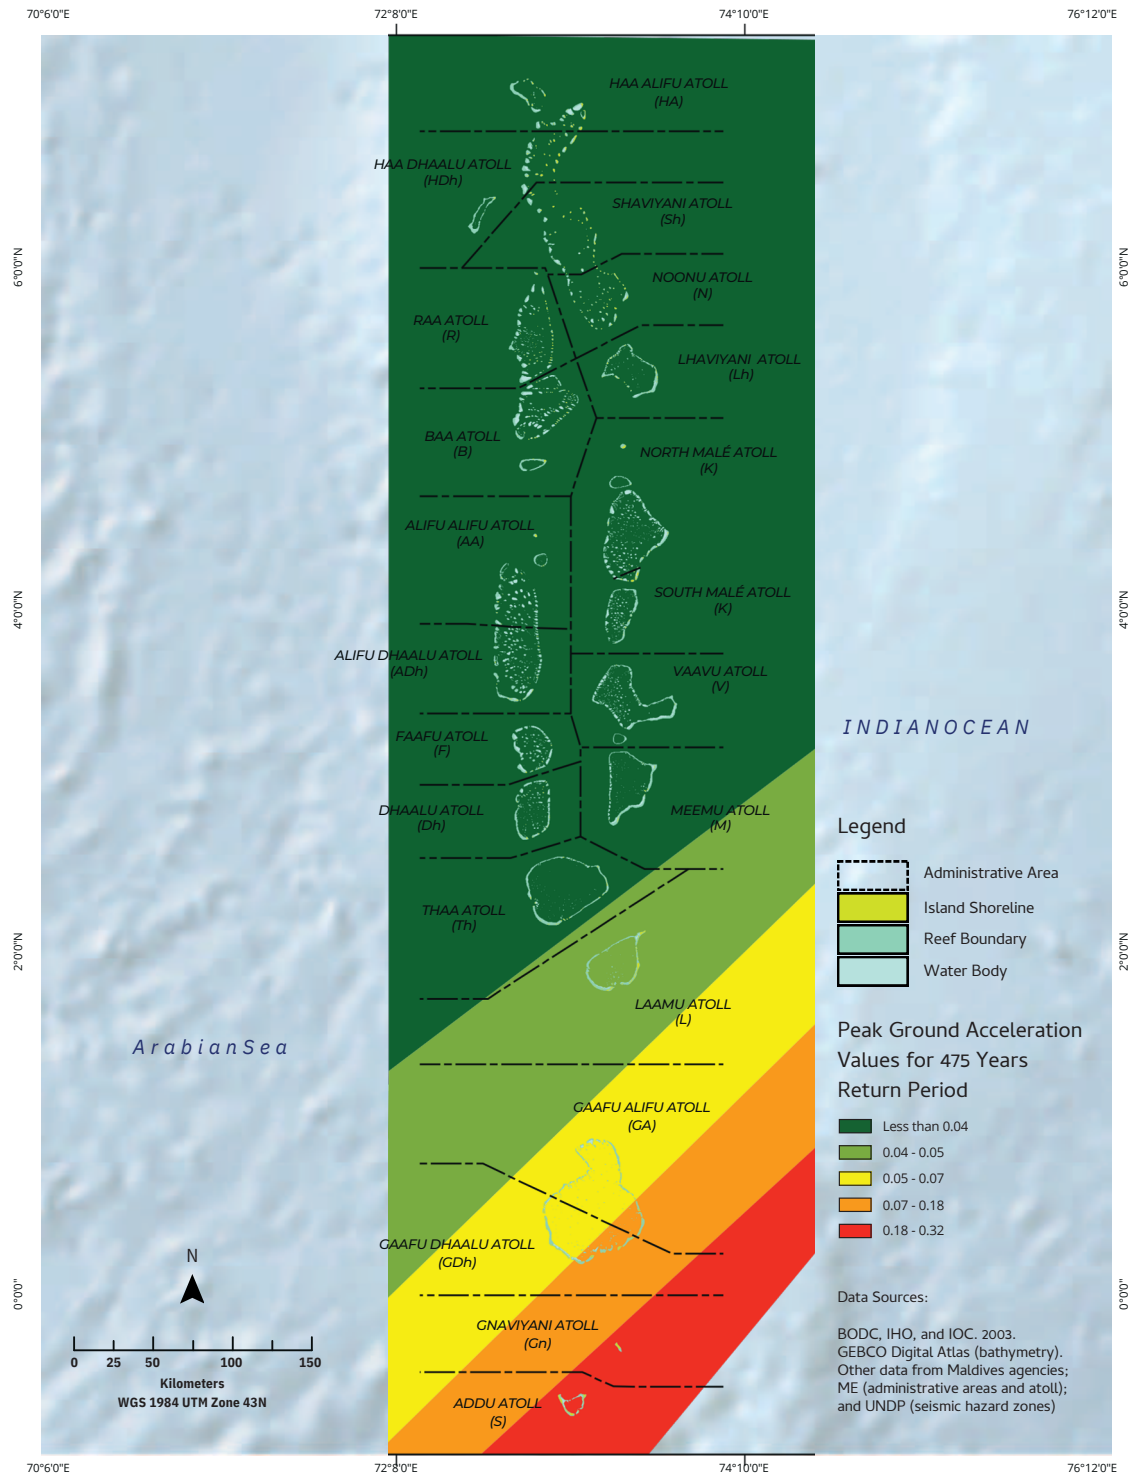 70°6'0"E
72°8'0"E
74°10'0"E
76°12'0"E
HAA ALIFU ATOLL
(HA)
HAA DHAALU ATOLL
(HDh)
SHAVIYANI ATOLL
(Sh)
6°0'0"N
6°0'0"N
NOONU ATOLL
(N)
RAA ATOLL
(R)
LHAVIYANI ATOLL
(Lh)
BAA ATOLL
(B)
NORTH MALÉ ATOLL
(K)
ALIFU ALIFU ATOLL
(AA)
SOUTH MALÉ ATOLL
(K)
4°0'0"N
4°0'0"N
ALIFU DHAALU ATOLL
(ADh)
VAAVU ATOLL
(V)
FAAFU ATOLL
(F)
INDIANOCEAN
DHAALU ATOLL
(Dh)
MEEMU ATOLL
(M)
THAA ATOLL
(Th)
2°0'0"N
2°0'0"N
LAAMU ATOLL
(L)
ArabianSea
GAAFU ALIFU ATOLL
(GA)
GAAFU DHAALU ATOLL
(GDh)
0°0'0"
0°0'0"
GNAVIYANI ATOLL
(Gn)
ADDU ATOLL
(S)
Legend
Administrative Area
Island Shoreline
Reef Boundary
Water Body
Peak Ground Acceleration
Values for 475 Years
Return Period
Less than 0.04
0.04 - 0.05
0.05 - 0.07
0.07 - 0.18
0.18 - 0.32
Data Sources:
BODC, IHO, and IOC. 2003.
GEBCO Digital Atlas (bathymetry).
Other data from Maldives agencies;
ME (administrative areas and atoll);
and UNDP (seismic hazard zones)
N
0 25 50 100 150
Kilometers
WGS 1984 UTM Zone 43N
70°6'0"E
72°8'0"E
74°10'0"E
76°12'0"E